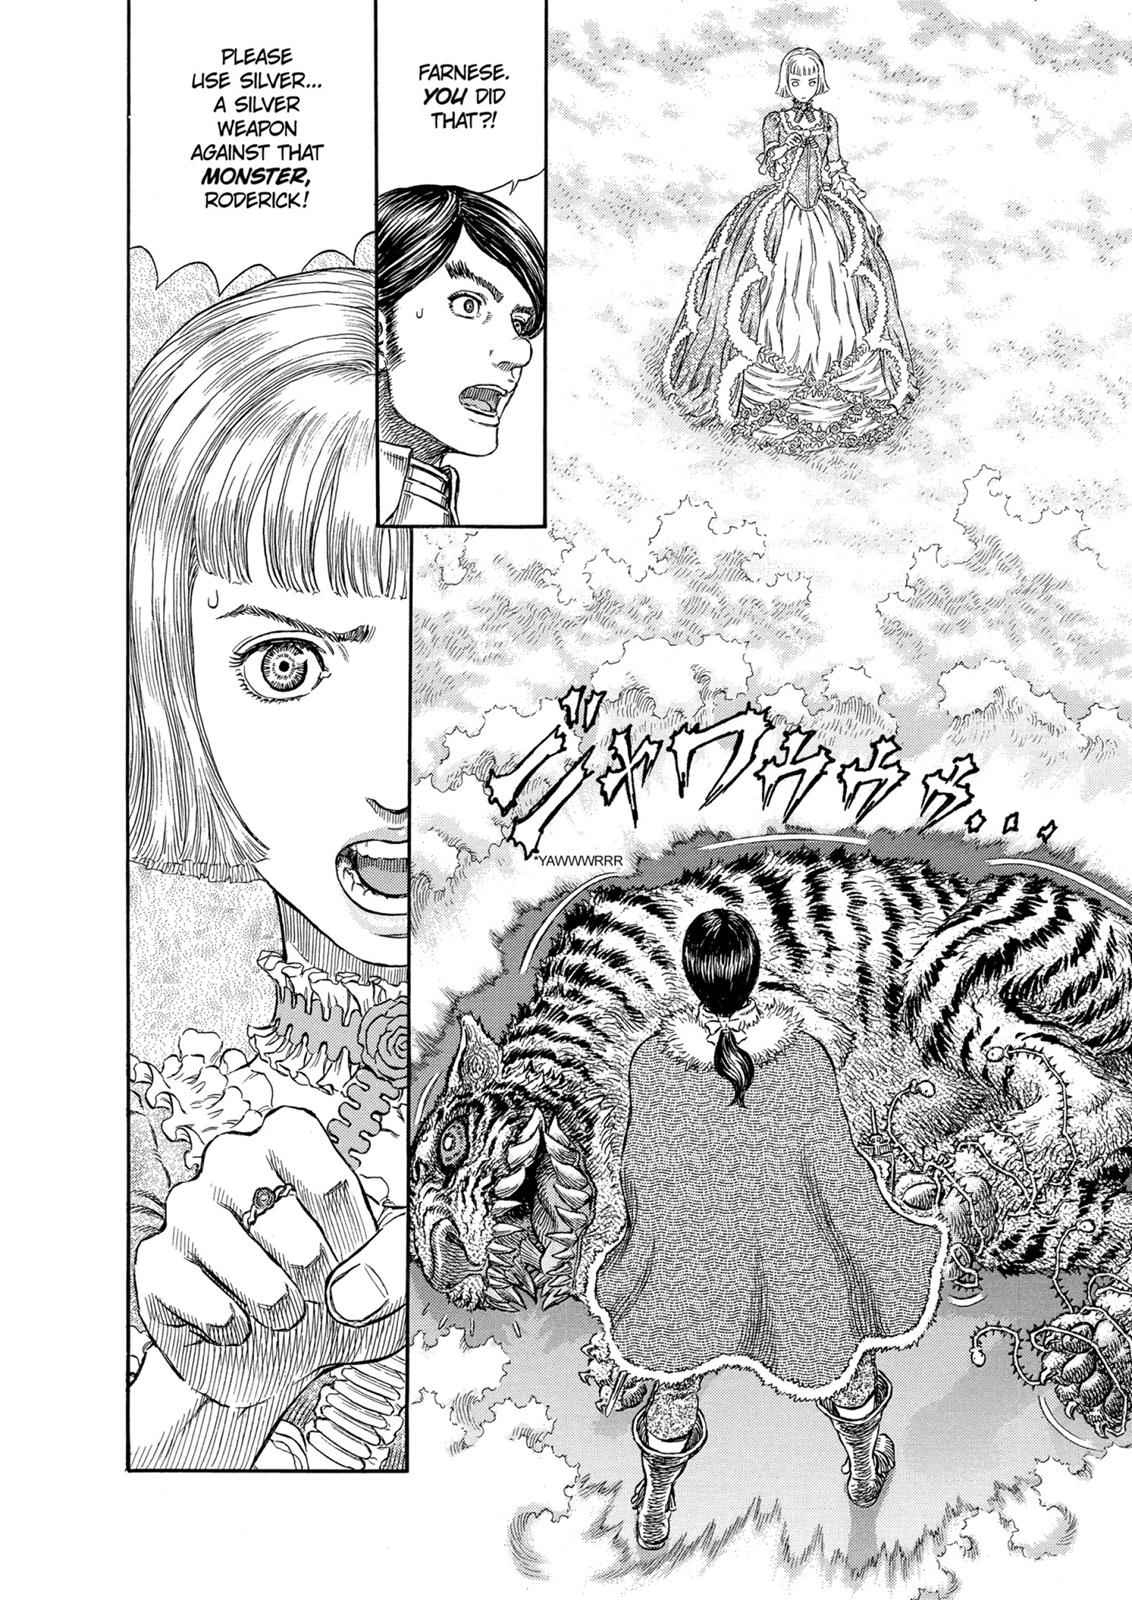 FARNESE.
YOU DID
THAT?!
PLEASE
USE SILVER...
A SILVER
WEAPON
AGAINST THAT
MONSTER,
RODERICK!
ジャワゥゥゥ...
*YAWWWRRR